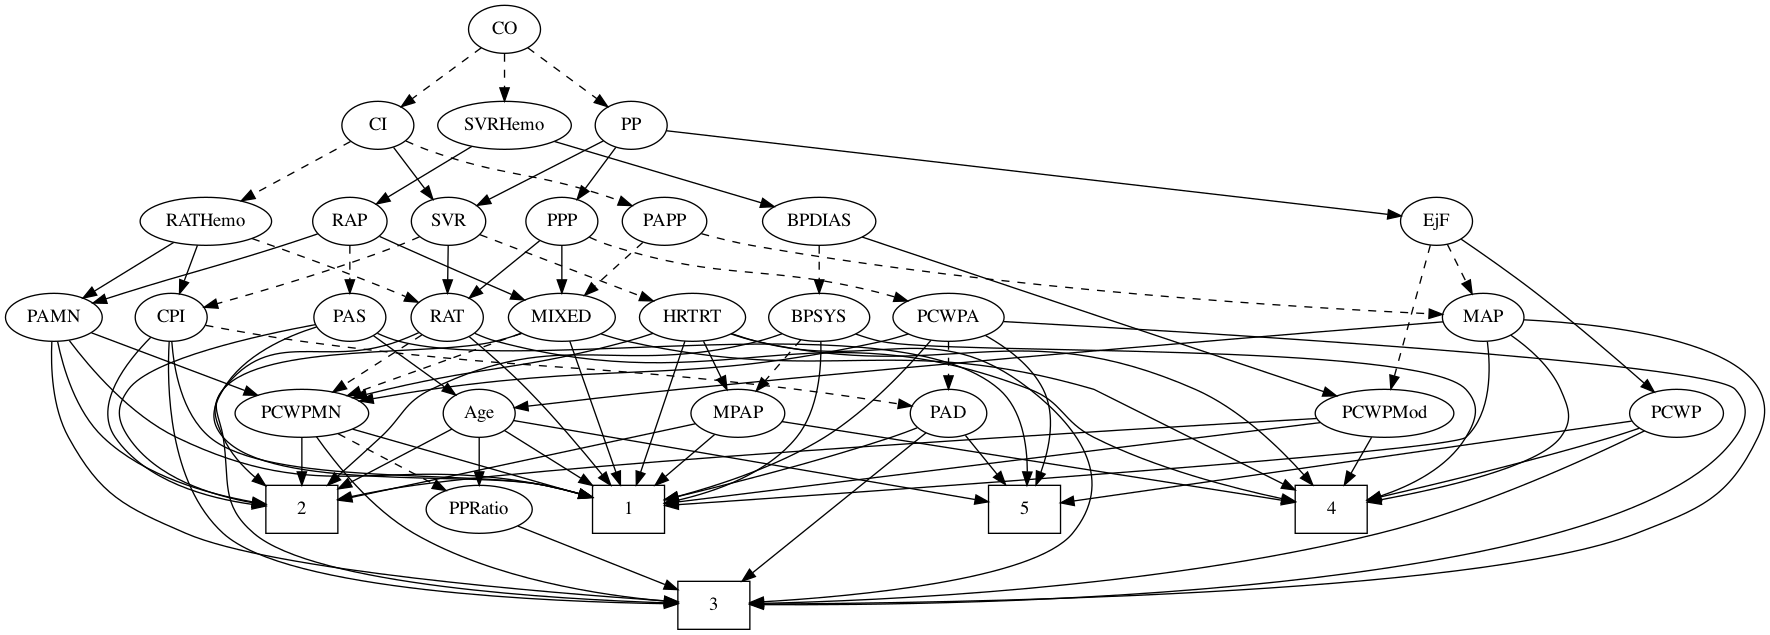 CO
CI
SVRHemo
PP
RATHemo
RAP
SVR
PPP
PAPP
BPDIAS
EjF
PAMN
CPI
PAS
RAT
MIXED
HRTRT
BPSYS
PCWPA
MAP
PCWPMN
Age
MPAP
PAD
PCWPMod
PCWP
2
PPRatio
1
5
4
3